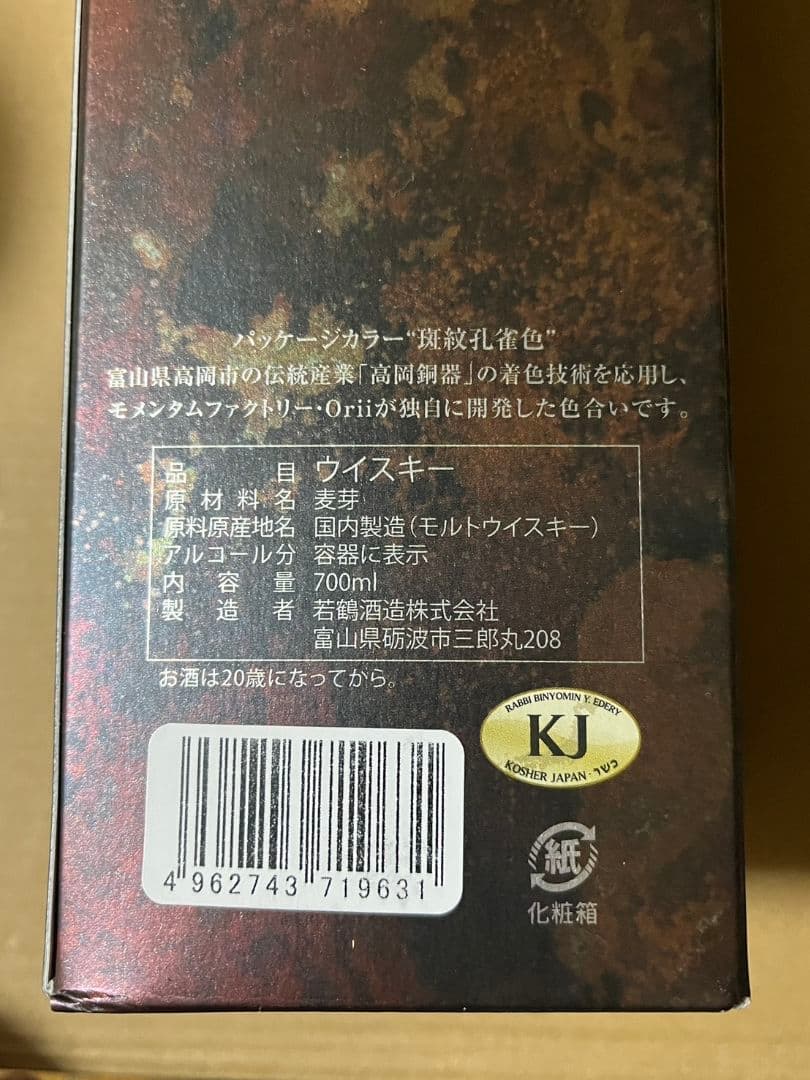 パッケージカラー“斑紋孔雀色”
富山県高岡市の伝統産業「高岡銅器」の着色技術を応用し、
モメンタムファクトリー・Oriiが独自に開発した色合いです。
品目 ウイスキー
原材料名 麦芽
原料原産地名 国内製造（モルトウイスキー）
アルコール分 容器に表示
内容量 700ml
製造者 若鶴酒造株式会社
富山県砺波市三郎丸208
お酒は20歳になってから。
RABBI BINYOMIN Y. EDERY
KJ
KOSHER JAPAN · כשר
4 962743 719631
紙
化粧箱